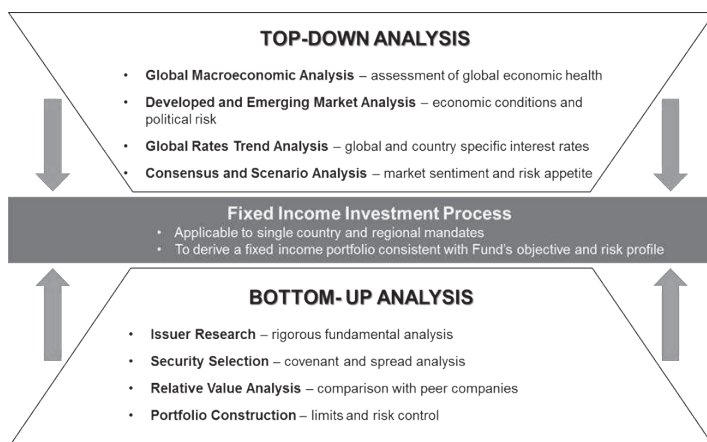 TOP-DOWN ANALYSIS
• Global Macroeconomic Analysis – assessment of global economic health
• Developed and Emerging Market Analysis – economic conditions and
political risk
• Global Rates Trend Analysis – global and country specific interest rates
• Consensus and Scenario Analysis – market sentiment and risk appetite
Fixed Income Investment Process
• Applicable to single country and regional mandates
• To derive a fixed income portfolio consistent with Fund's objective and risk profile
BOTTOM- UP ANALYSIS
• Issuer Research – rigorous fundamental analysis
• Security Selection – covenant and spread analysis
• Relative Value Analysis – comparison with peer companies
• Portfolio Construction – limits and risk control